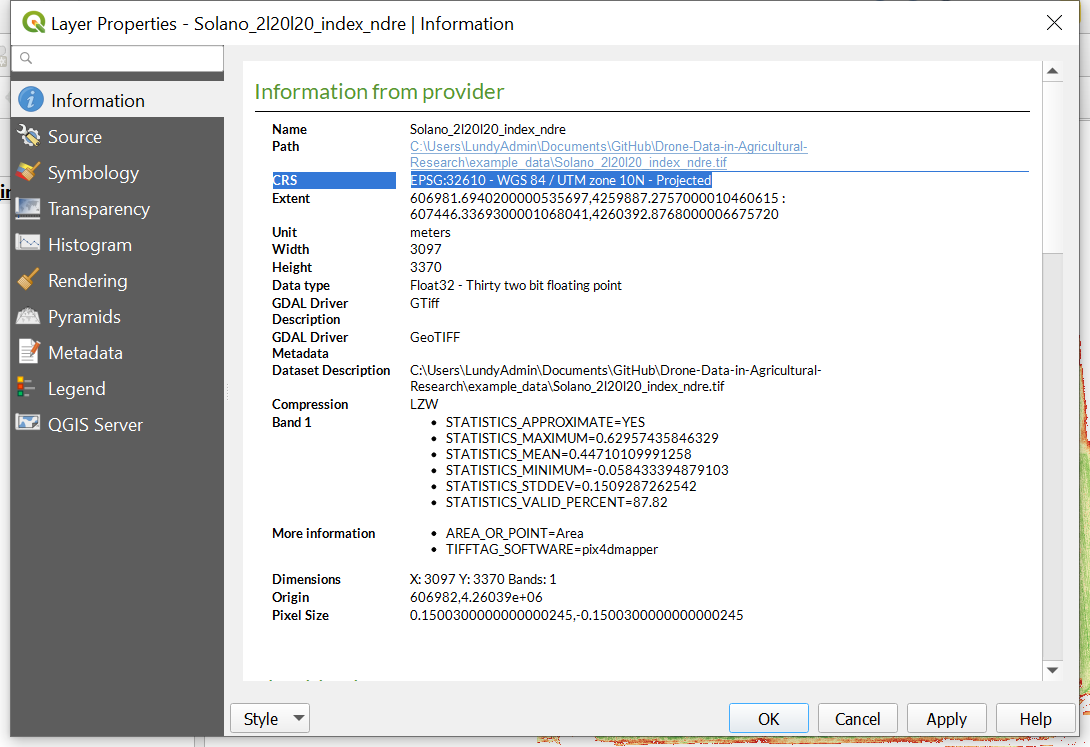 Layer Properties - Solano_2l20l20_index_ndre | Information
Information
Source
Symbology
Transparency
Histogram
Rendering
Pyramids
Metadata
Legend
QGIS Server
Information from provider
Name Solano_2l20l20_index_ndre
Path C:\Users\LundyAdmin\Documents\GitHub\Drone-Data-in-Agricultural-
Research\example_data\Solano_2l20l20_index_ndre.tif
CRS EPSG:32610 - WGS 84 / UTM zone 10N - Projected
Extent 606981.6940200000535697,4259887.2757000010460615 :
607446.3369300001068041,4260392.8768000006675720
Unit meters
Width 3097
Height 3370
Data type Float32 - Thirty two bit floating point
GDAL Driver GTiff
Description
GDAL Driver GeoTIFF
Metadata
Dataset Description C:\Users\LundyAdmin\Documents\GitHub\Drone-Data-in-Agricultural-
Research\example_data\Solano_2l20l20_index_ndre.tif
Compression LZW
Band 1 • STATISTICS_APPROXIMATE=YES
• STATISTICS_MAXIMUM=0.62957435846329
• STATISTICS_MEAN=0.44710109991258
• STATISTICS_MINIMUM=-0.058433394879103
• STATISTICS_STDDEV=0.1509287262542
• STATISTICS_VALID_PERCENT=87.82
More information • AREA_OR_POINT=Area
• TIFFTAG_SOFTWARE=pix4dmapper
Dimensions X: 3097 Y: 3370 Bands: 1
Origin 606982,4.26039e+06
Pixel Size 0.1500300000000000245,-0.1500300000000000245
Style OK Cancel Apply Help